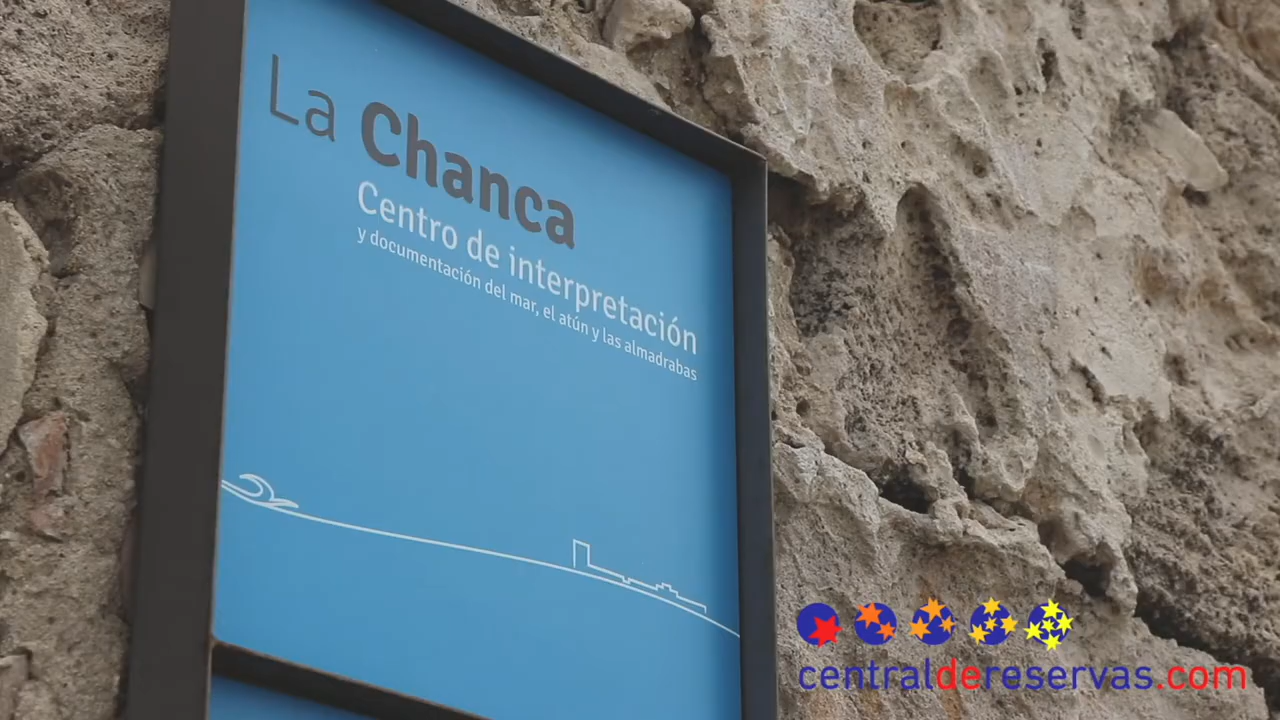 La Chanca
Centro de interpretación
y documentación del mar, el atún y las almadrabas
centraldereservas.com